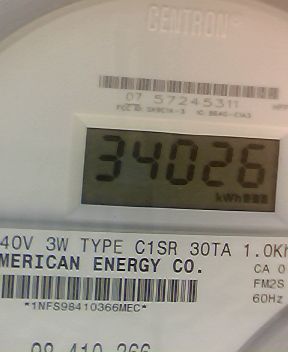 CENTRON®
07 57245311
34026
kWh
40V 3W TYPE C1SR 30TA 1.0Kh
MERICAN ENERGY CO.
CA 0
FM2S
60Hz
*1NFS98410366MEC*
98 410 366